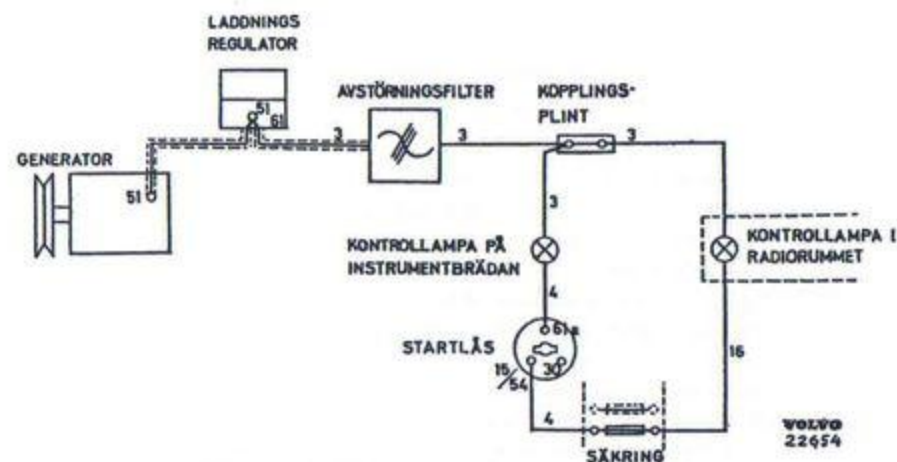 LADDNINGS
REGULATOR
51
61
AVSTÖRNINGSFILTER
KOPPLINGS-
PLINT
3
3
3
GENERATOR
51
3
KONTROLLAMPA PÅ
INSTRUMENTBRÄDAN
KONTROLLAMPA I
RADIORUMMET
4
61a
STARTLÅS
15/54
30
16
4
SÄKRING
VOLVO
22654